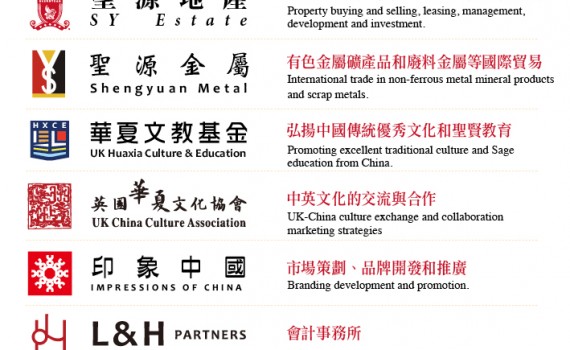 聖源地產
SY Estate
Property buying and selling, leasing, management,
development and investment.
YS
聖源金屬
Shengyuan Metal
有色金屬礦產品和廢料金屬等國際貿易
International trade in non-ferrous metal mineral products
and scrap metals.
HXCE
華夏文教基金
UK Huaxia Culture & Education
弘揚中國傳統優秀文化和聖賢教育
Promoting excellent traditional culture and Sage
education from China.
英國華夏文化協會
UK China Culture Association
中英文化的交流與合作
UK-China culture exchange and collaboration
marketing strategies
印象中國
IMPRESSIONS OF CHINA
市場策劃、品牌開發和推廣
Branding development and promotion.
L&H PARTNERS
會計事務所